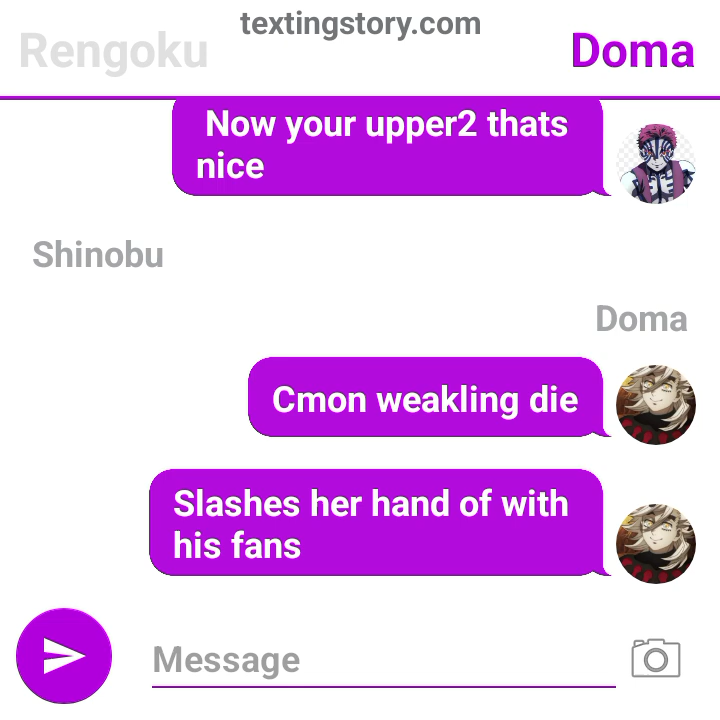 textingstory.com
Rengoku
Doma
Now your upper2 thats
nice
Shinobu
Doma
Cmon weakling die
Slashes her hand of with
his fans
Message